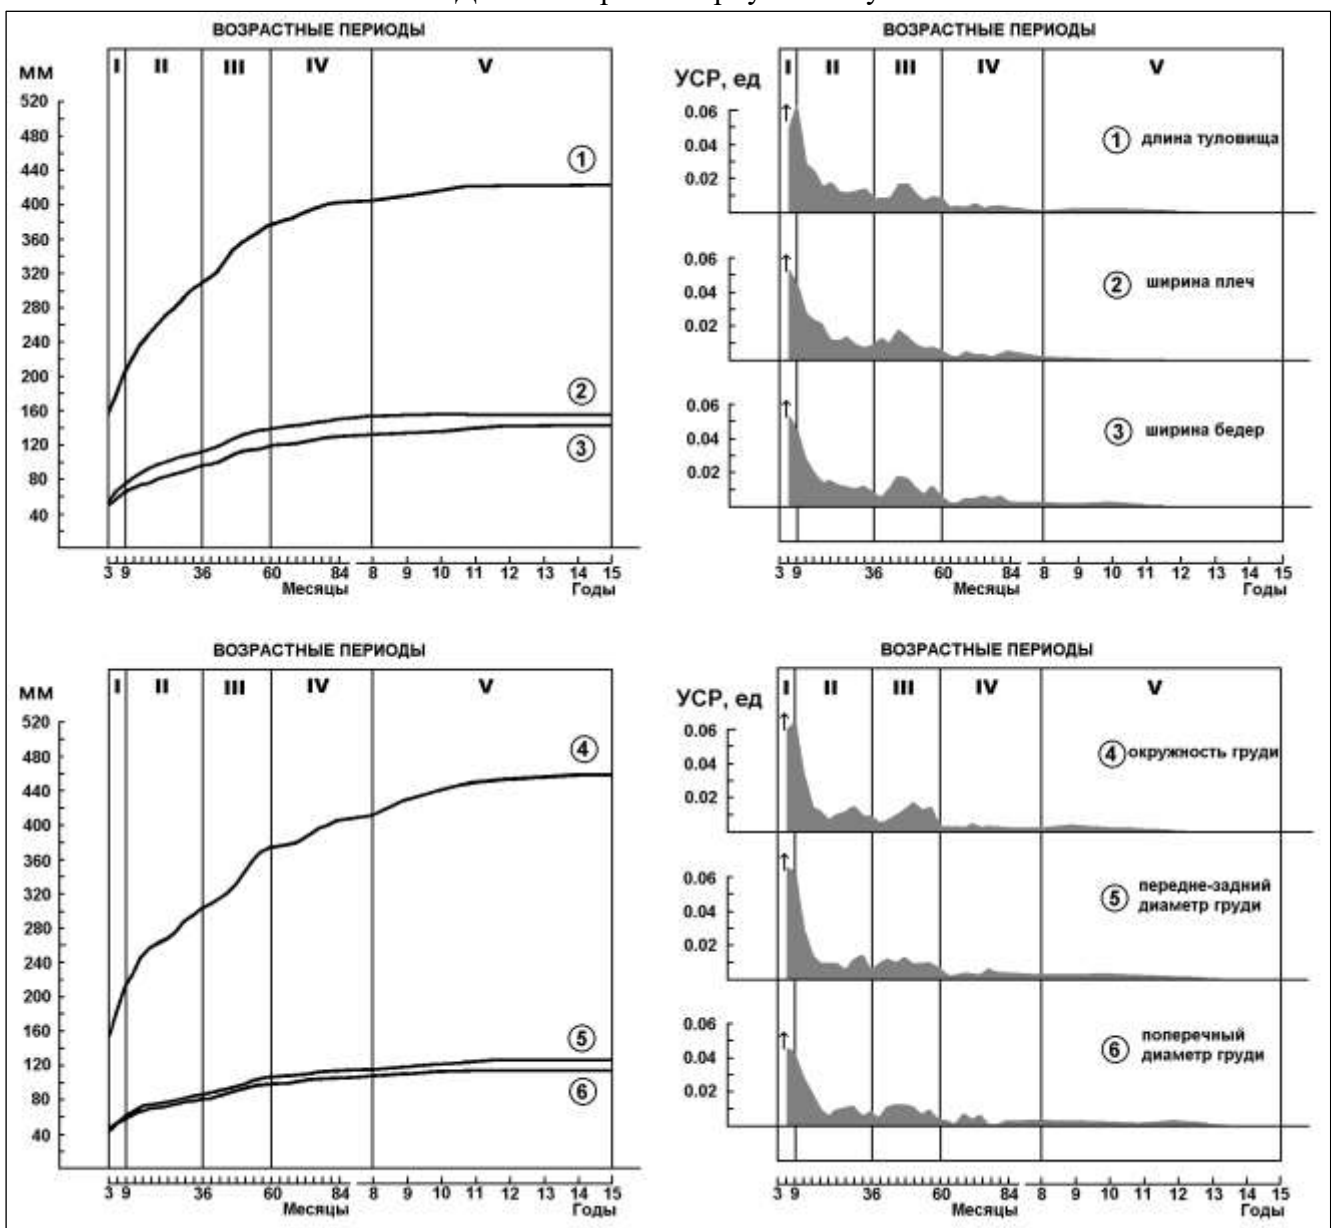 ВОЗРАСТНЫЕ ПЕРИОДЫ
I II III IV V
мм
520
480
440
400
360
320
280
240
200
160
120
80
40
1
2
3
3 9 36 60 84 8 9 10 11 12 13 14 15
Месяцы Годы
ВОЗРАСТНЫЕ ПЕРИОДЫ
I II III IV V
УСР, ед
0.06
0.04
0.02
1 длина туловища
0.06
0.04
0.02
2 ширина плеч
0.06
0.04
0.02
3 ширина бедер
3 9 36 60 84 8 9 10 11 12 13 14 15
Месяцы Годы
ВОЗРАСТНЫЕ ПЕРИОДЫ
I II III IV V
мм
520
480
440
400
360
320
280
240
200
160
120
80
40
4
5
6
3 9 36 60 84 8 9 10 11 12 13 14 15
Месяцы Годы
ВОЗРАСТНЫЕ ПЕРИОДЫ
I II III IV V
УСР, ед
0.06
0.04
0.02
4 окружность груди
0.06
0.04
0.02
5 передне-задний
диаметр груди
0.06
0.04
0.02
6 поперечный
диаметр груди
3 9 36 60 84 8 9 10 11 12 13 14 15
Месяцы Годы